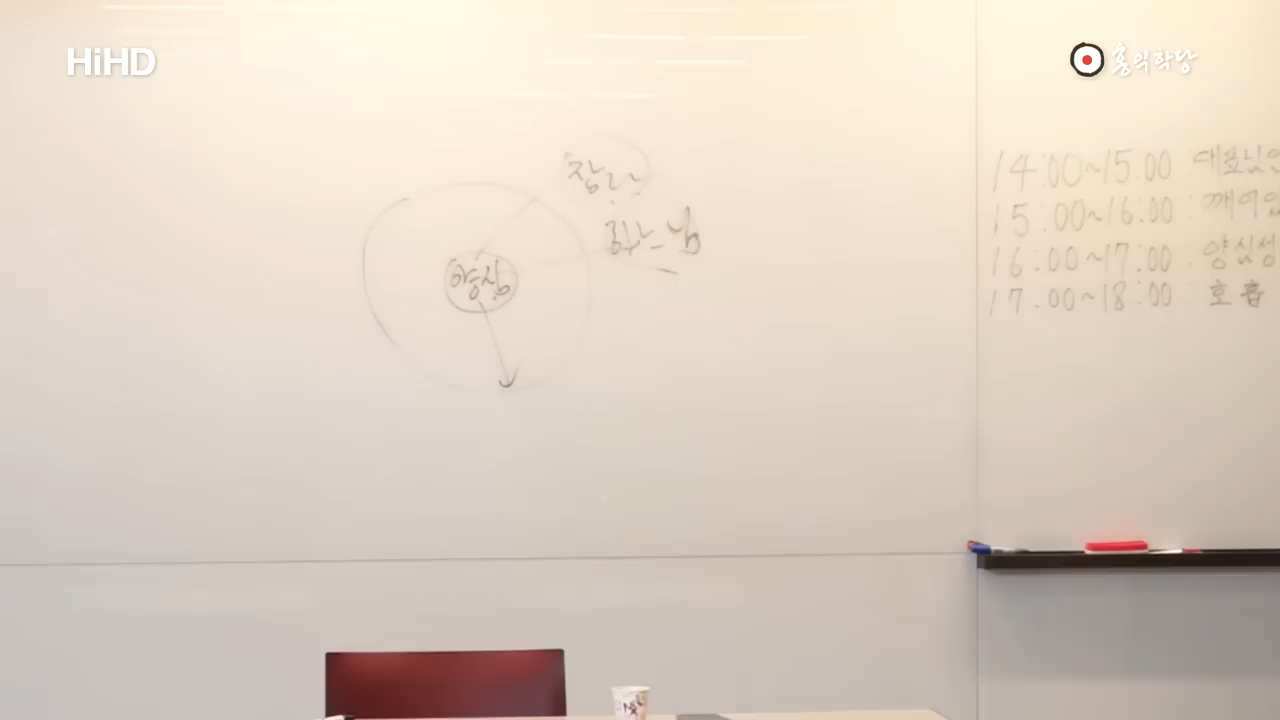 HiHD
홍익학당
참나
하느님
양심
14:00~15:00 대표님
15:00~16:00 : 깨어
16:00~17:00 : 양심성
17:00~18:00 호흡